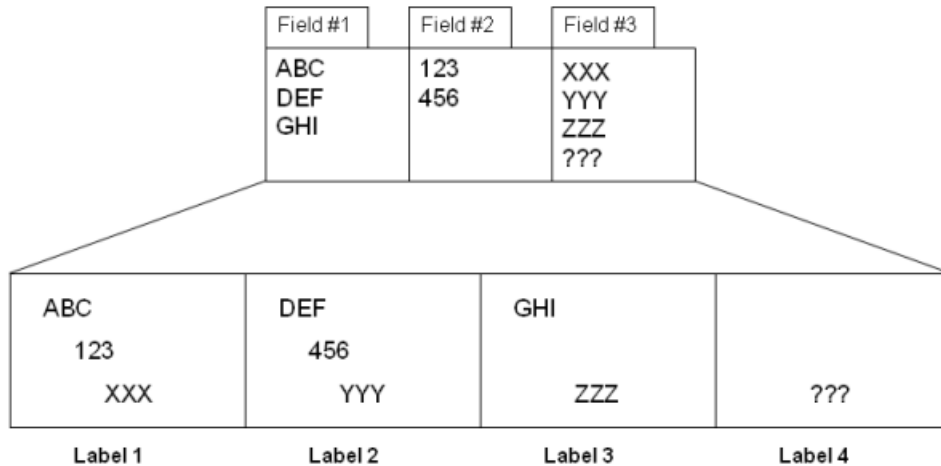 Field #1 Field #2 Field #3
ABC 123 XXX
DEF 456 YYY
GHI ZZZ
???
ABC DEF GHI
123 456
XXX YYY ZZZ ???
Label 1 Label 2 Label 3 Label 4